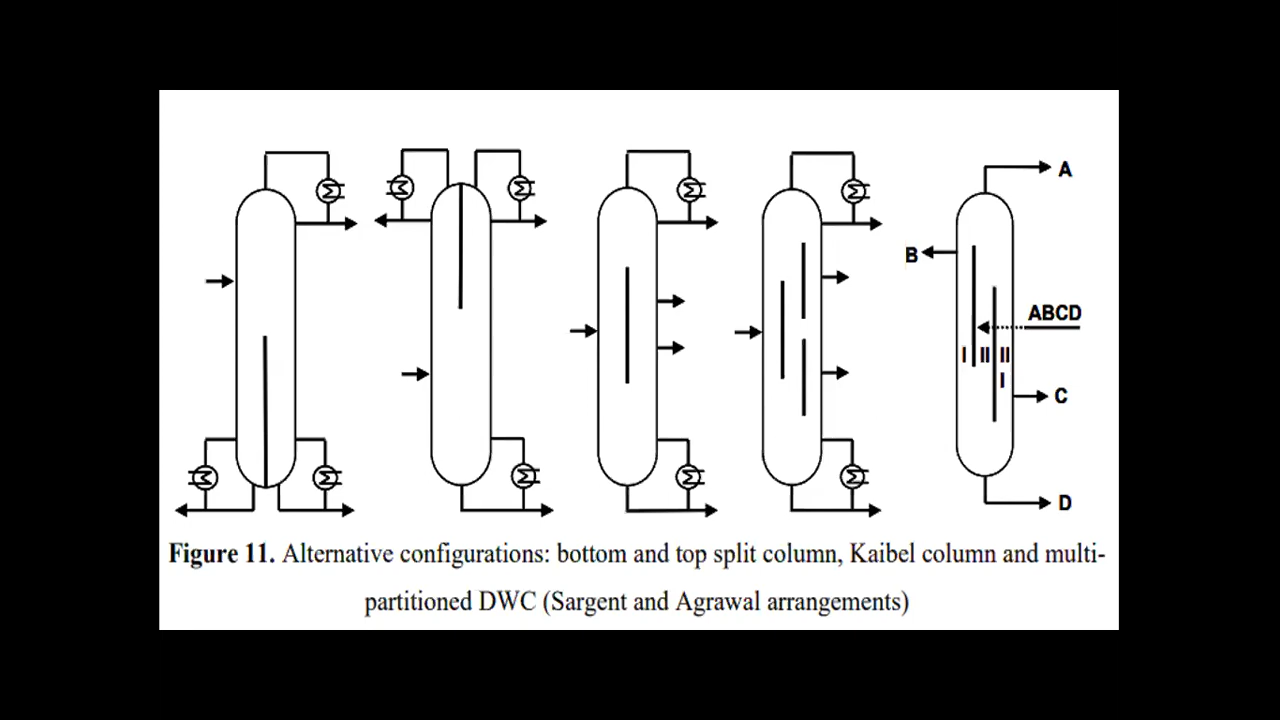 A
B
ABCD
I II II
I
C
D
Figure 11. Alternative configurations: bottom and top split column, Kaibel column and multi-
partitioned DWC (Sargent and Agrawal arrangements)